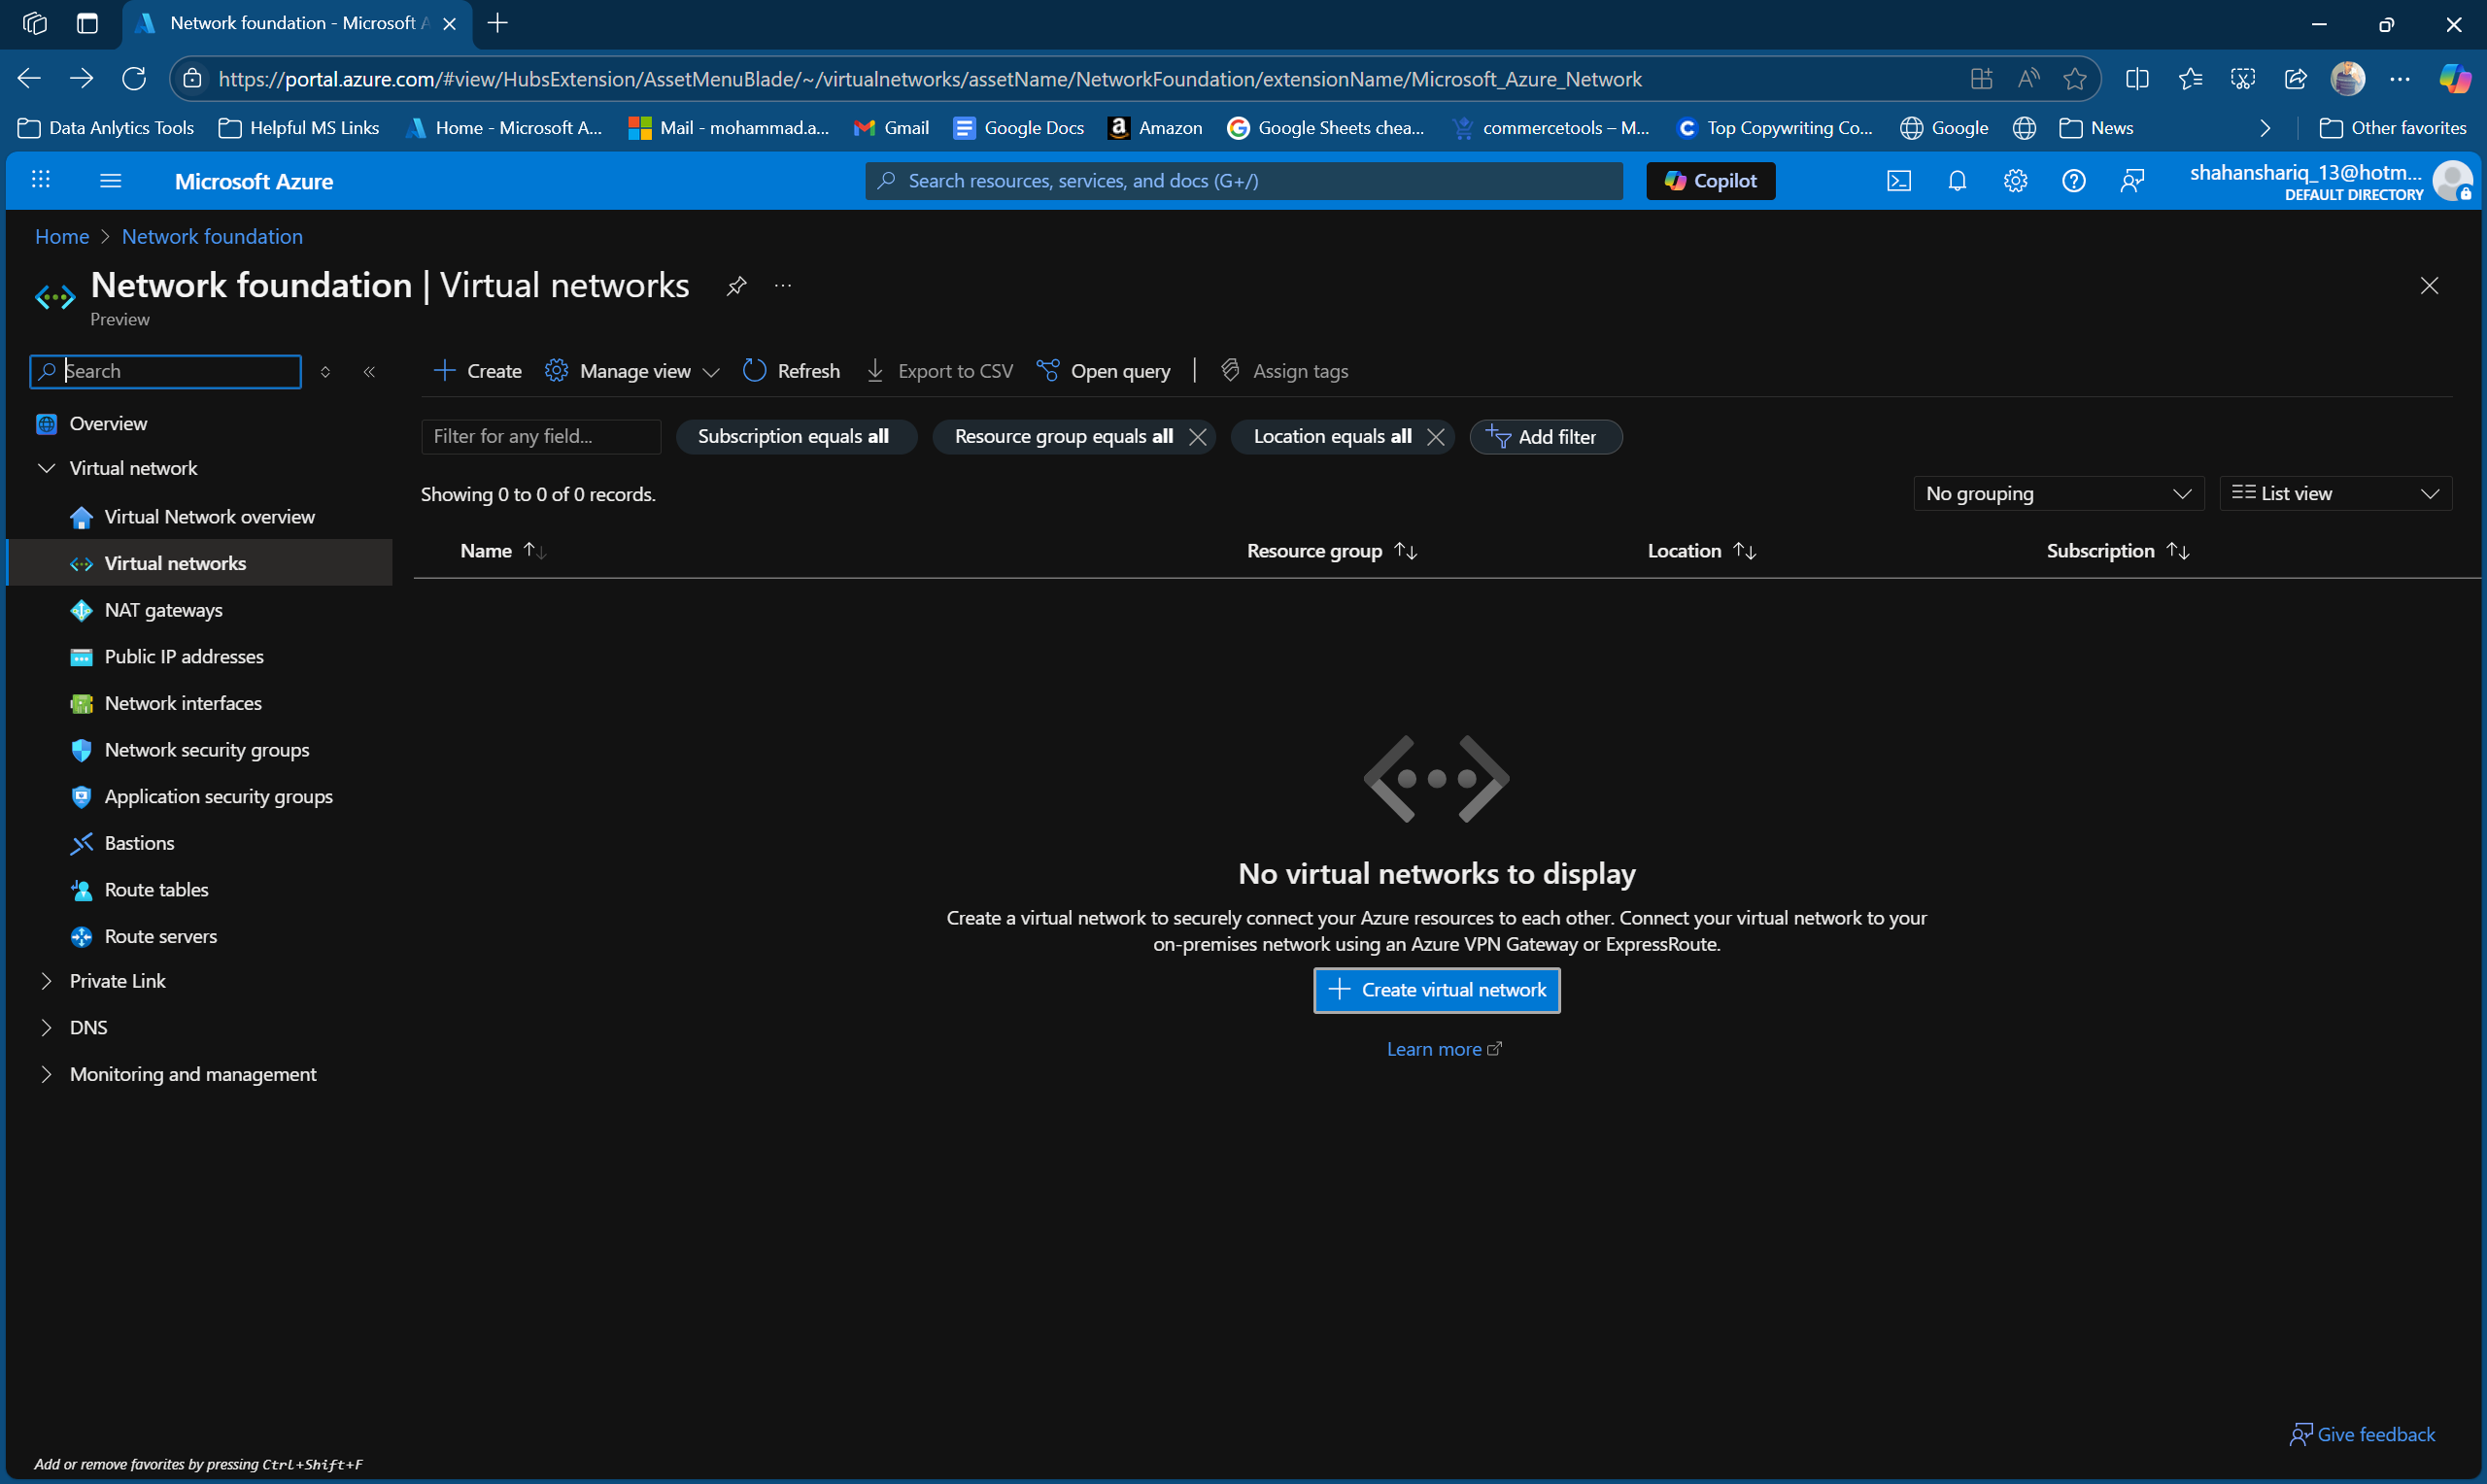 Network foundation - Microsoft A
https://portal.azure.com/#view/HubsExtension/AssetMenuBlade/~/virtualnetworks/assetName/NetworkFoundation/extensionName/Microsoft_Azure_Network
Data Anlytics Tools Helpful MS Links Home - Microsoft A... Mail - mohammad.a... Gmail Google Docs Amazon Google Sheets chea... commercetools – M... Top Copywriting Co... Google News Other favorites
Microsoft Azure Search resources, services, and docs (G+/) Copilot shahanshariq_13@hotm...
DEFAULT DIRECTORY
Home > Network foundation
Network foundation | Virtual networks ...
Preview
Search
Create Manage view Refresh Export to CSV Open query | Assign tags
Overview
Virtual network
Virtual Network overview
Virtual networks
NAT gateways
Public IP addresses
Network interfaces
Network security groups
Application security groups
Bastions
Route tables
Route servers
Private Link
DNS
Monitoring and management
Filter for any field... Subscription equals all Resource group equals all Location equals all Add filter
Showing 0 to 0 of 0 records. No grouping List view
Name Resource group Location Subscription
No virtual networks to display
Create a virtual network to securely connect your Azure resources to each other. Connect your virtual network to your
on-premises network using an Azure VPN Gateway or ExpressRoute.
Create virtual network
Learn more
Give feedback
Add or remove favorites by pressing Ctrl+Shift+F